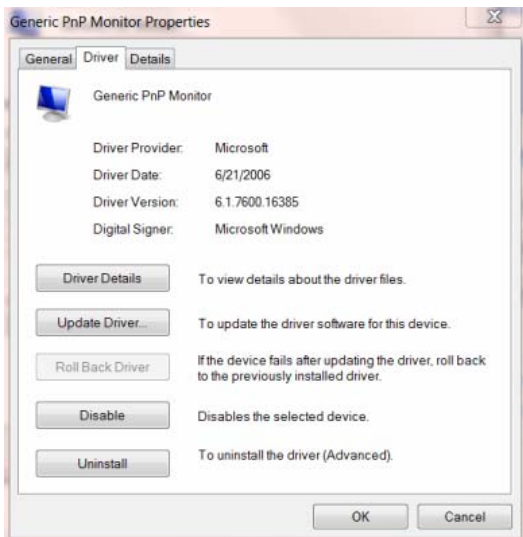 Generic PnP Monitor Properties
General Driver Details
Generic PnP Monitor
Driver Provider: Microsoft
Driver Date: 6/21/2006
Driver Version: 6.1.7600.16385
Digital Signer: Microsoft Windows
Driver Details To view details about the driver files.
Update Driver... To update the driver software for this device.
Roll Back Driver If the device fails after updating the driver, roll back
to the previously installed driver.
Disable Disables the selected device.
Uninstall To uninstall the driver (Advanced).
OK Cancel